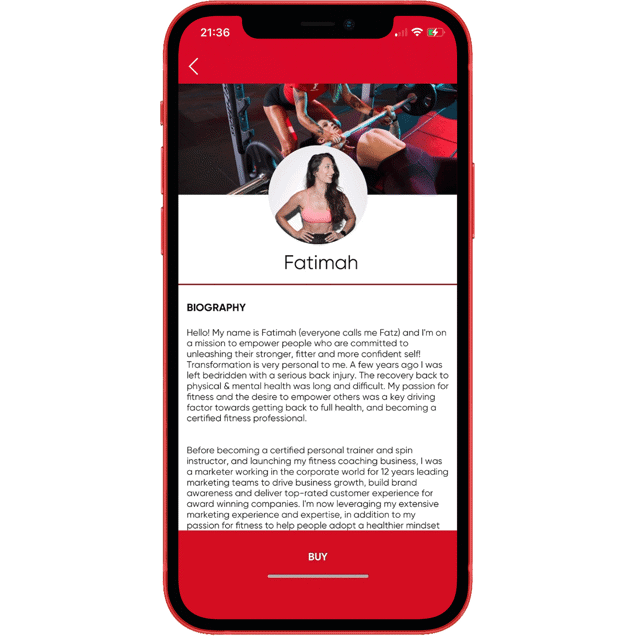 21:36
Fatimah
BIOGRAPHY
Hello! My name is Fatimah (everyone calls me Fatz) and I'm on
a mission to empower people who are committed to
unleashing their stronger, fitter and more confident self!
Transformation is very personal to me. A few years ago I was
left bedridden with a serious back injury. The recovery back to
physical & mental health was long and difficult. My passion for
fitness and the desire to empower others was a key driving
factor towards getting back to full health, and becoming a
certified fitness professional.
Before becoming a certified personal trainer and spin
instructor, and launching my fitness coaching business, I was
a marketer working in the corporate world for 12 years leading
marketing teams to drive business growth, build brand
awareness and deliver top-rated customer experience for
award winning companies. I'm now leveraging my extensive
marketing experience and expertise, in addition to my
passion for fitness to help people adopt a healthier mindset
BUY